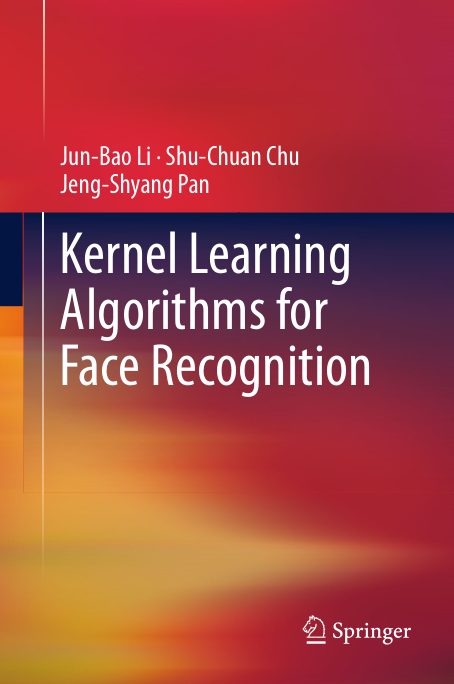 Jun-Bao Li · Shu-Chuan Chu
Jeng-Shyang Pan
Kernel Learning
Algorithms for
Face Recognition
Springer